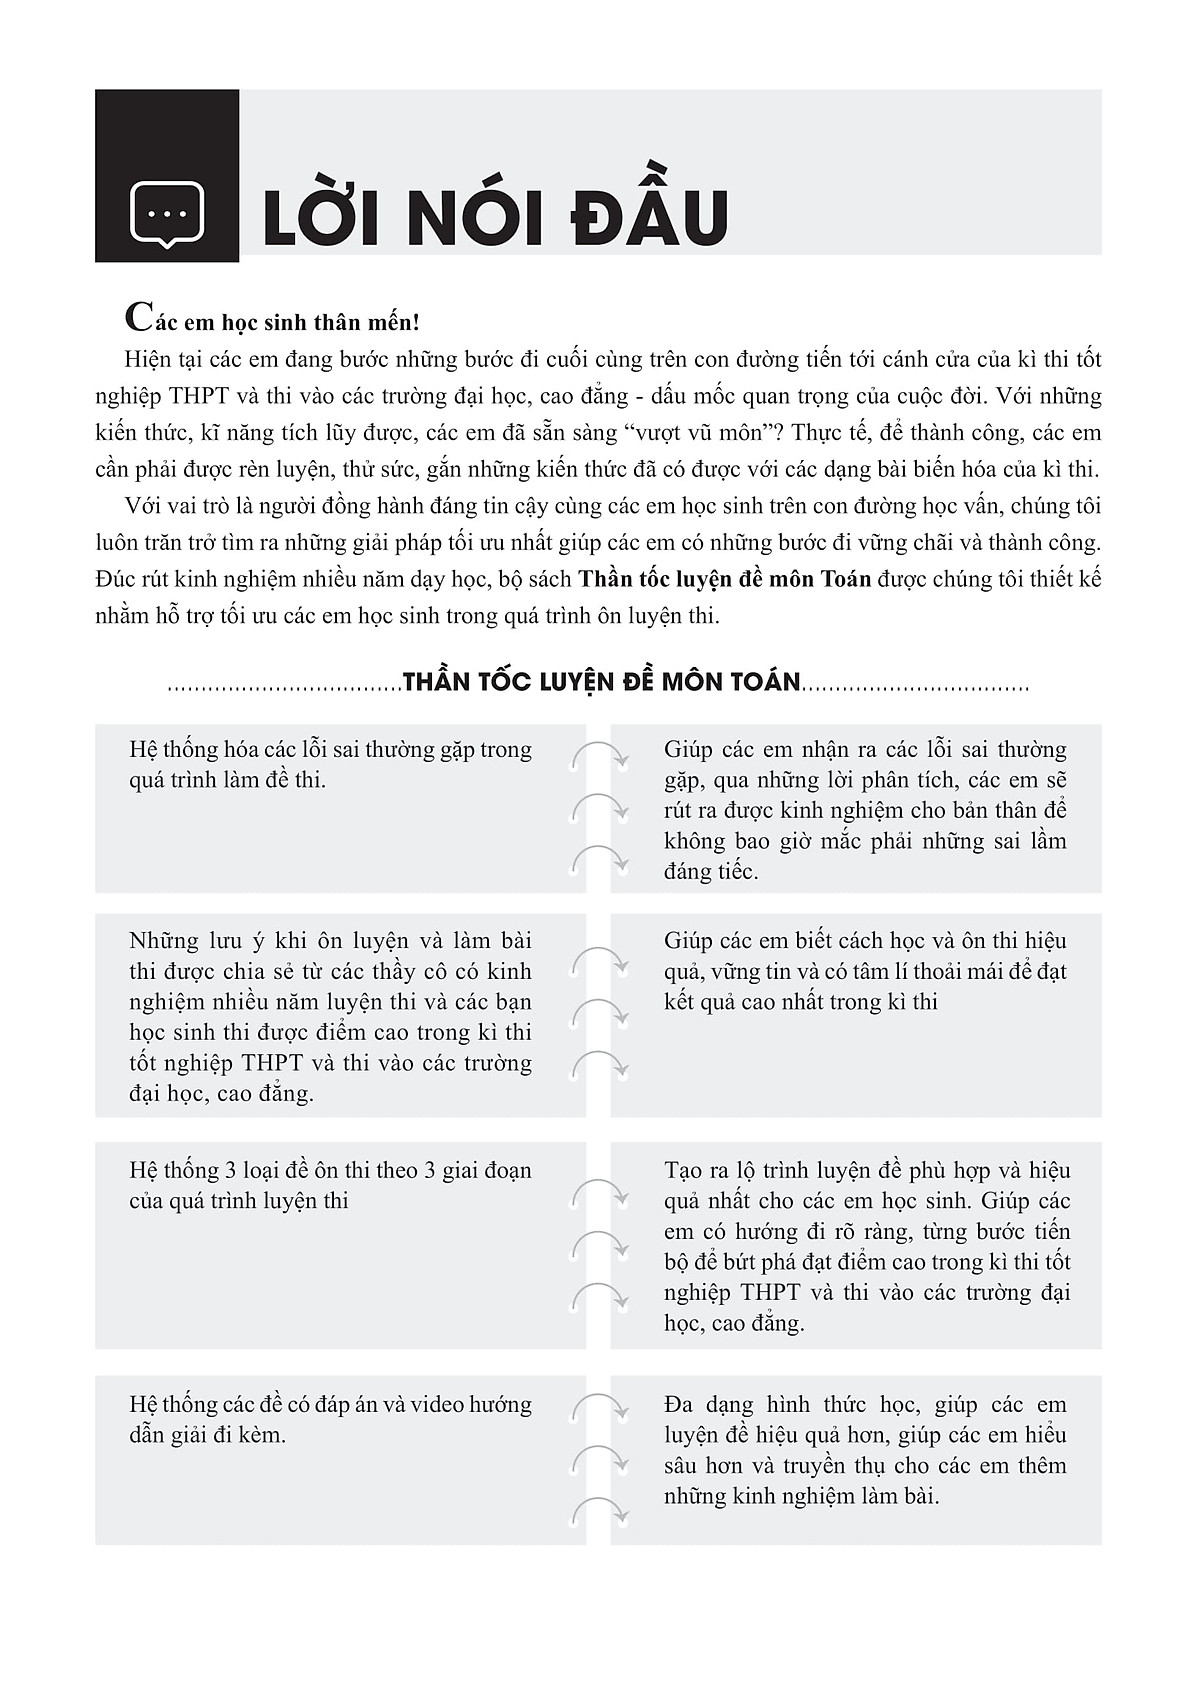 LỜI NÓI ĐẦU
Các em học sinh thân mến!
Hiện tại các em đang bước những bước đi cuối cùng trên con đường tiến tới cánh cửa của kì thi tốt
nghiệp THPT và thi vào các trường đại học, cao đẳng - dấu mốc quan trọng của cuộc đời. Với những
kiến thức, kĩ năng tích lũy được, các em đã sẵn sàng “vượt vũ môn”? Thực tế, để thành công, các em
cần phải được rèn luyện, thử sức, gắn những kiến thức đã có được với các dạng bài biến hóa của kì thi.
Với vai trò là người đồng hành đáng tin cậy cùng các em học sinh trên con đường học vấn, chúng tôi
luôn trăn trở tìm ra những giải pháp tối ưu nhất giúp các em có những bước đi vững chãi và thành công.
Đúc rút kinh nghiệm nhiều năm dạy học, bộ sách Thần tốc luyện đề môn Toán được chúng tôi thiết kế
nhằm hỗ trợ tối ưu các em học sinh trong quá trình ôn luyện thi.
...................................THẦN TỐC LUYỆN ĐỀ MÔN TOÁN..................................
Hệ thống hóa các lỗi sai thường gặp trong
quá trình làm đề thi.
Giúp các em nhận ra các lỗi sai thường
gặp, qua những lời phân tích, các em sẽ
rút ra được kinh nghiệm cho bản thân để
không bao giờ mắc phải những sai lầm
đáng tiếc.
Những lưu ý khi ôn luyện và làm bài
thi được chia sẻ từ các thầy cô có kinh
nghiệm nhiều năm luyện thi và các bạn
học sinh thi được điểm cao trong kì thi
tốt nghiệp THPT và thi vào các trường
đại học, cao đẳng.
Giúp các em biết cách học và ôn thi hiệu
quả, vững tin và có tâm lí thoải mái để đạt
kết quả cao nhất trong kì thi
Hệ thống 3 loại đề ôn thi theo 3 giai đoạn
của quá trình luyện thi
Tạo ra lộ trình luyện đề phù hợp và hiệu
quả nhất cho các em học sinh. Giúp các
em có hướng đi rõ ràng, từng bước tiến
bộ để bứt phá đạt điểm cao trong kì thi tốt
nghiệp THPT và thi vào các trường đại
học, cao đẳng.
Hệ thống các đề có đáp án và video hướng
dẫn giải đi kèm.
Đa dạng hình thức học, giúp các em
luyện đề hiệu quả hơn, giúp các em hiểu
sâu hơn và truyền thụ cho các em thêm
những kinh nghiệm làm bài.